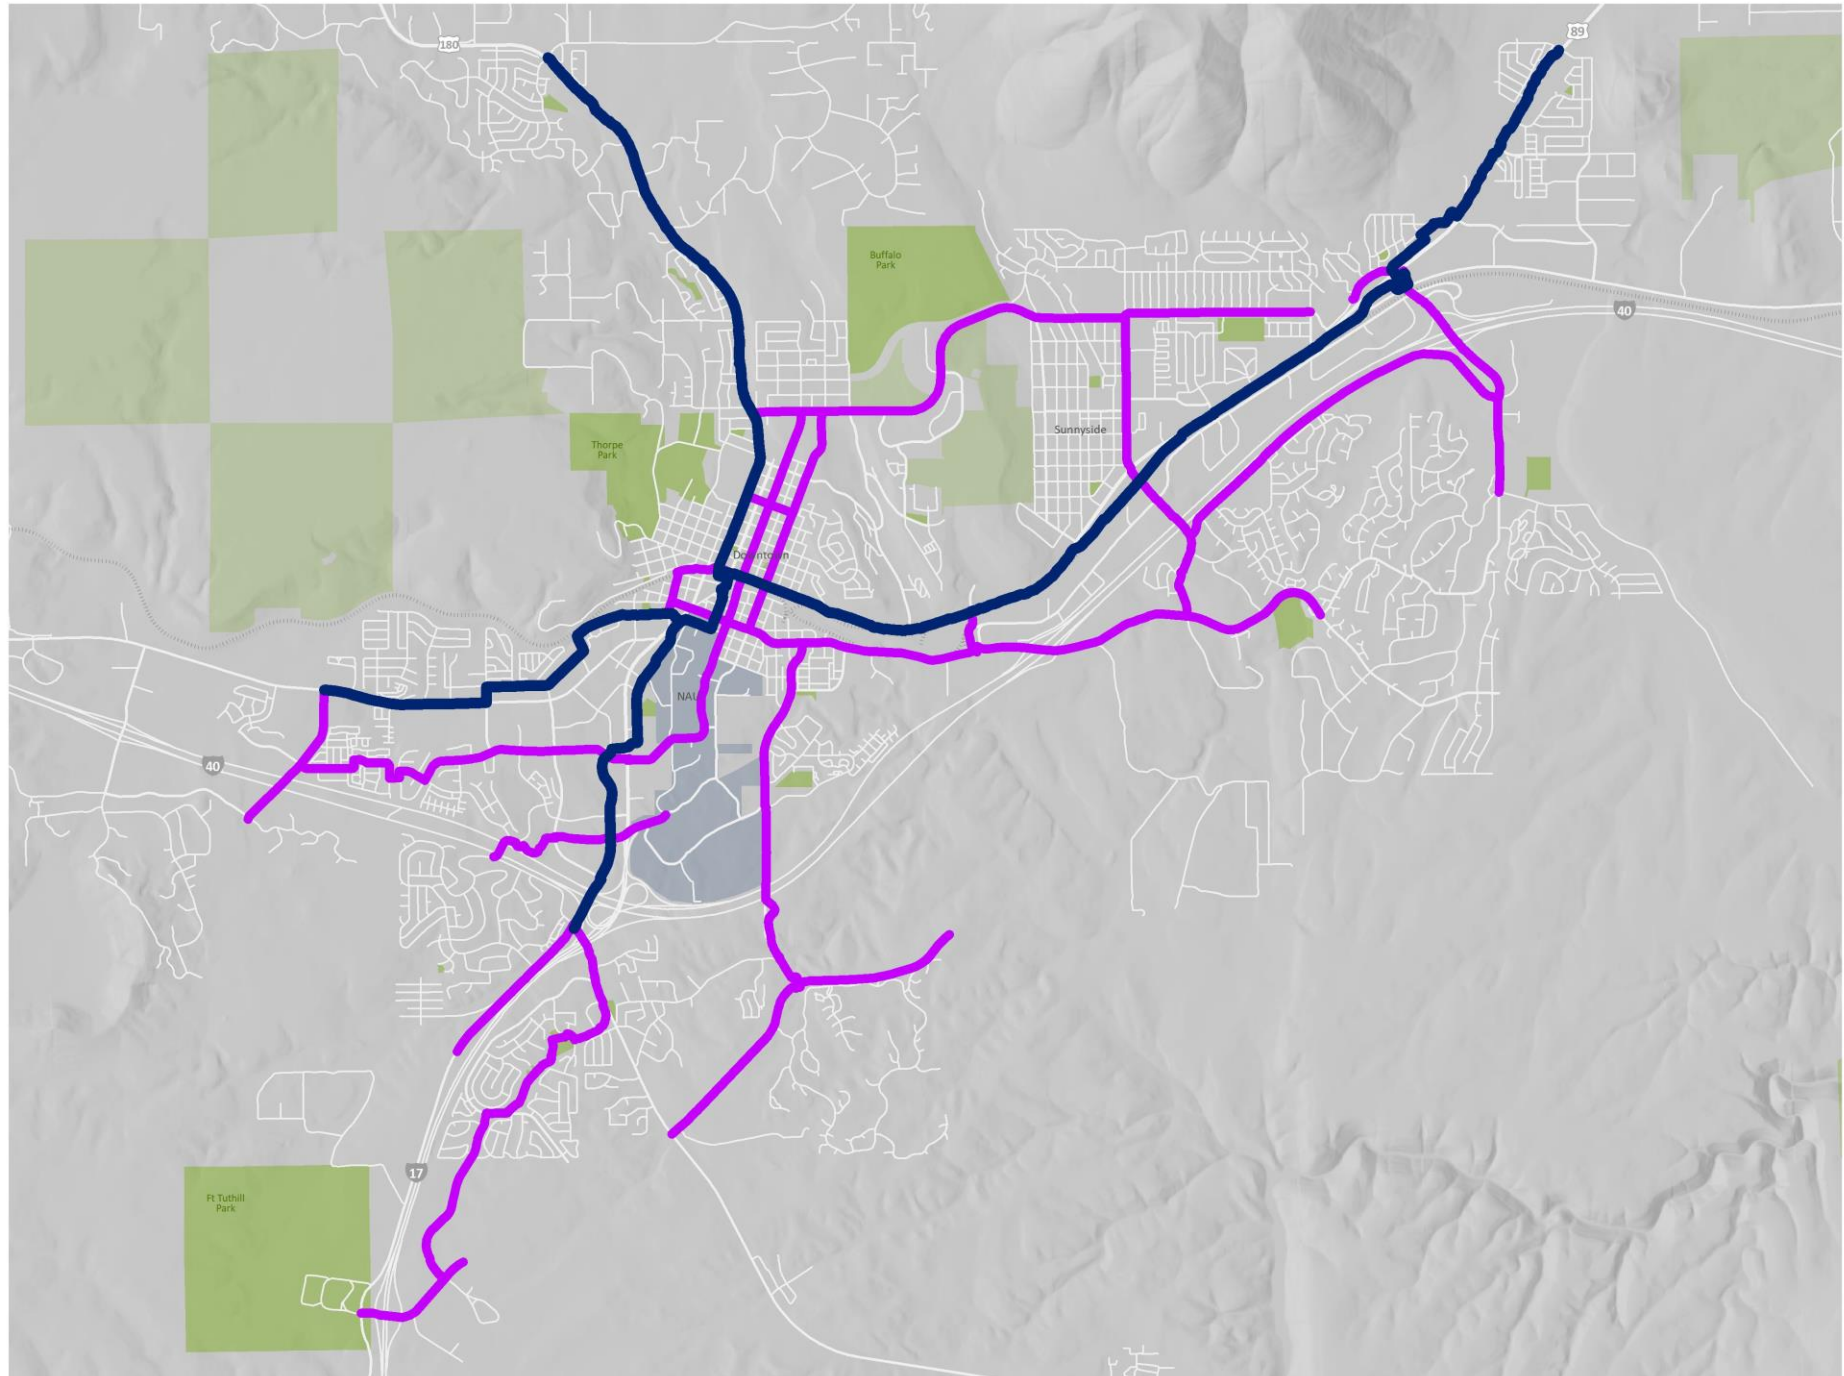 180
89
Buffalo
Park
40
Sunnyside
Thorpe
Park
Downtown
NAU
40
17
Ft Tuthill
Park